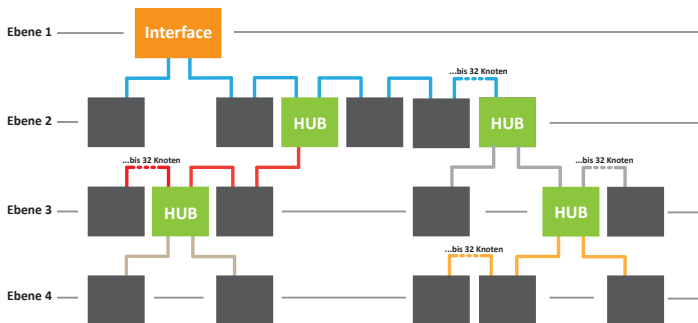 Ebene 1
Interface
...bis 32 Knoten
Ebene 2
HUB
HUB
...bis 32 Knoten
...bis 32 Knoten
Ebene 3
HUB
HUB
...bis 32 Knoten
Ebene 4